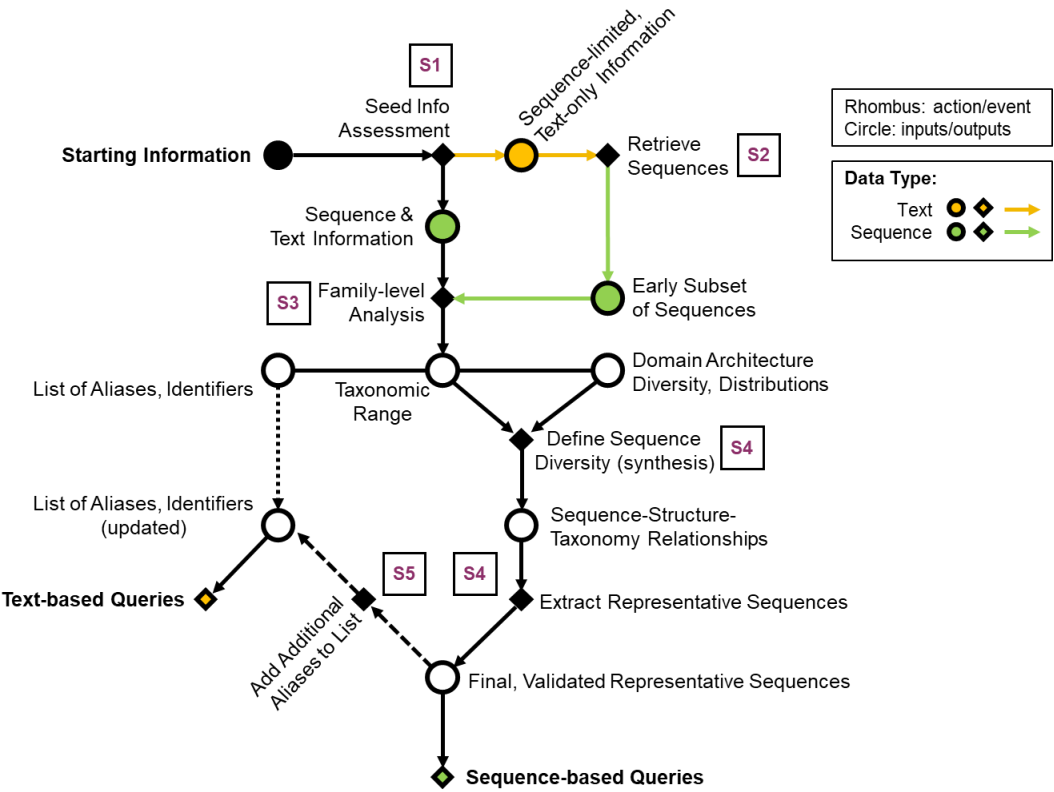 S1
Sequence-limited,
Text-only Information
Seed Info
Assessment
Rhombus: action/event
Circle: inputs/outputs
Starting Information
Retrieve
Sequences
S2
Data Type:
Text
Sequence
Sequence &
Text Information
S3
Family-level
Analysis
Early Subset
of Sequences
List of Aliases, Identifiers
Taxonomic
Range
Domain Architecture
Diversity, Distributions
Define Sequence
Diversity (synthesis)
S4
List of Aliases, Identifiers
(updated)
Sequence-Structure-
Taxonomy Relationships
S5
S4
Text-based Queries
Extract Representative Sequences
Add Additional
Aliases to List
Final, Validated Representative Sequences
Sequence-based Queries